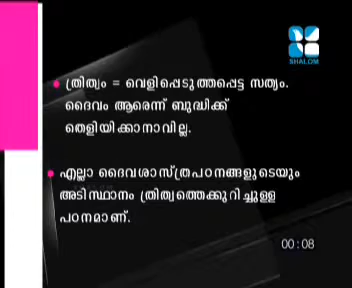 SHALOM
ത്രിത്വം = വെളിപ്പെടുത്തപ്പെട്ട സത്യം.
ദൈവം ആരെന്ന് ബുദ്ധിക്ക്
തെളിയിക്കാനാവില്ല.
എല്ലാ ദൈവശാസ്ത്രപഠനങ്ങളുടെയും
അടിസ്ഥാനം ത്രിത്വത്തെക്കുറിച്ചുള്ള
പഠനമാണ്.
00:08